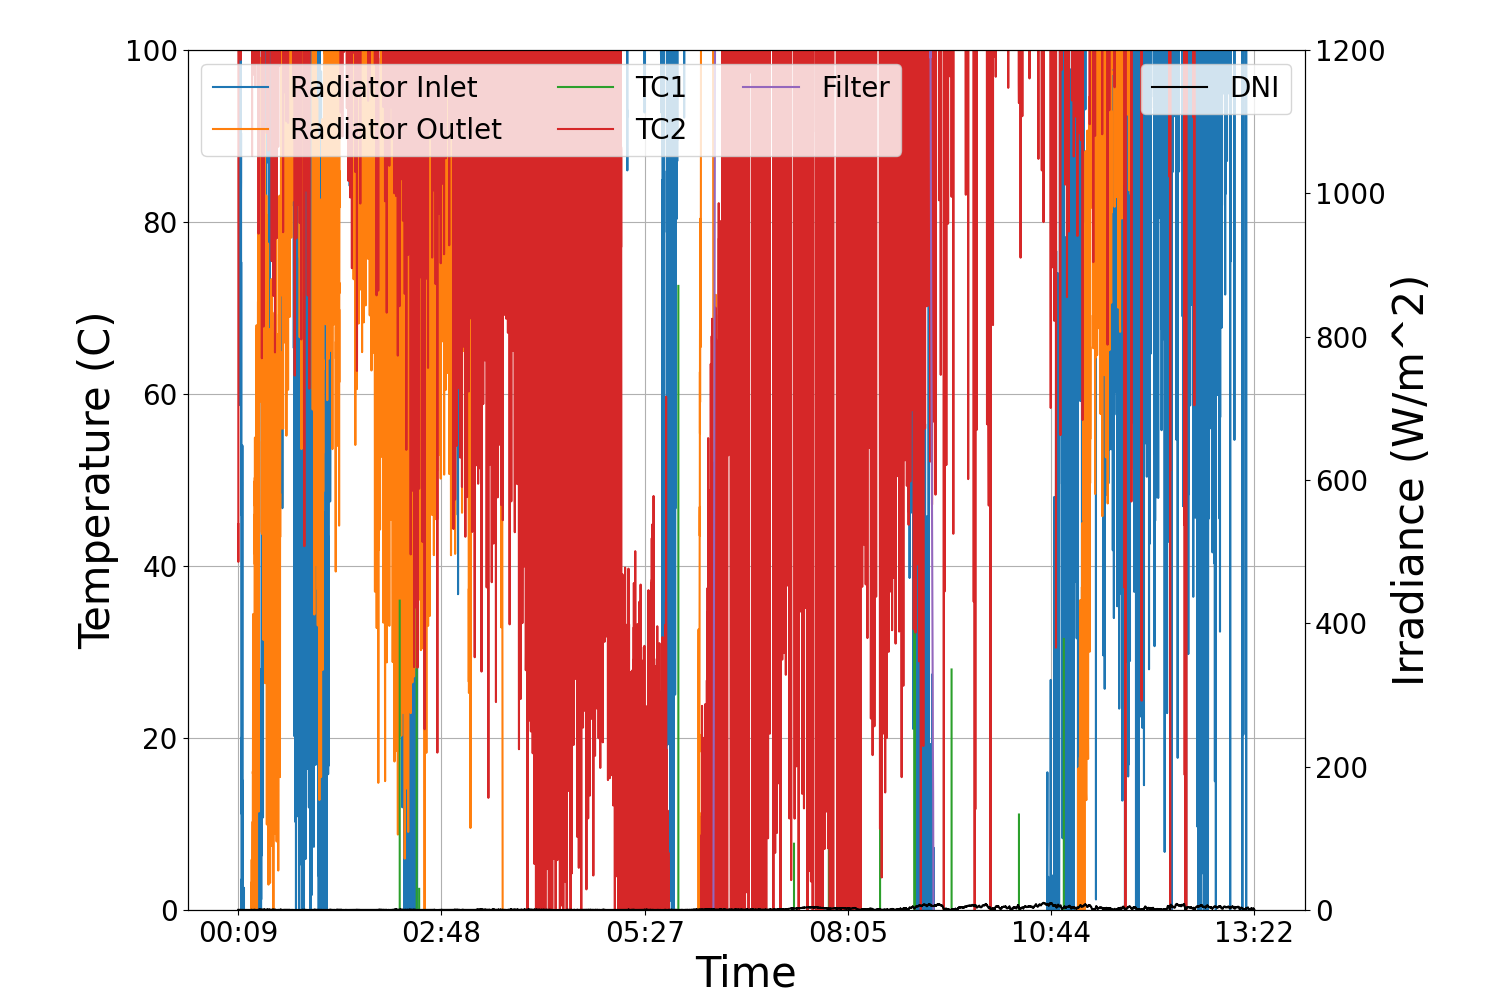 100
80
60
40
20
0
Temperature (C)
Radiator Inlet
Radiator Outlet
TC1
TC2
Filter
DNI
1200
1000
800
600
400
200
0
Irradiance (W/m^2)
00:09
02:48
05:27
08:05
10:44
13:22
Time